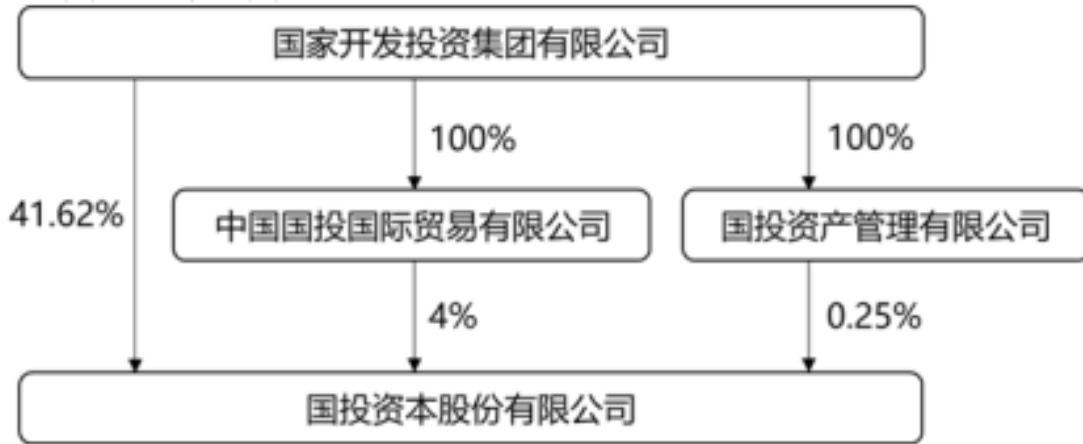 国家开发投资集团有限公司
100%
100%
41.62%
中国国投国际贸易有限公司
国投资产管理有限公司
4%
0.25%
国投资本股份有限公司